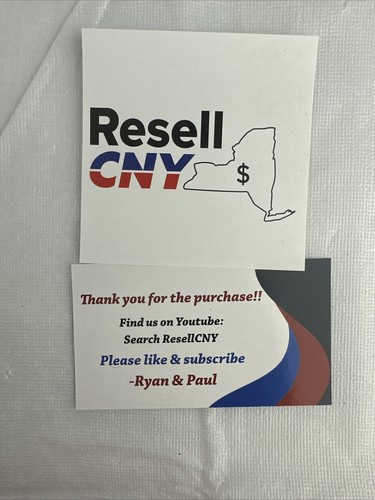 Resell
CNY
$
Thank you for the purchase!!
Find us on Youtube:
Search ResellCNY
Please like & subscribe
-Ryan & Paul